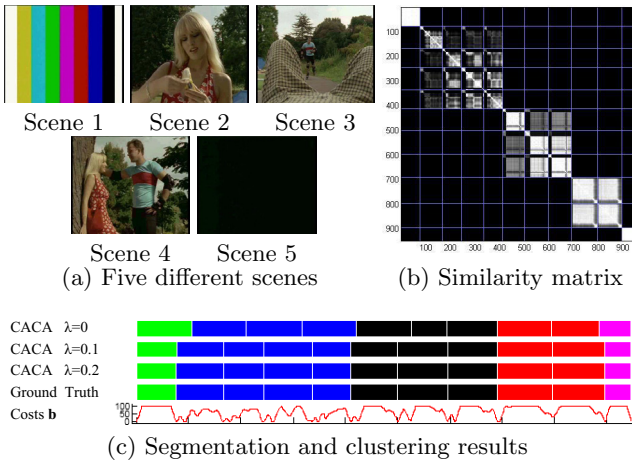 Scene 1
Scene 2
Scene 3
Scene 4
Scene 5
(a) Five different scenes
100
200
300
400
500
600
700
800
900
100 200 300 400 500 600 700 800 900
(b) Similarity matrix
CACA λ=0
CACA λ=0.1
CACA λ=0.2
Ground Truth
Costs b
100
50
0
(c) Segmentation and clustering results